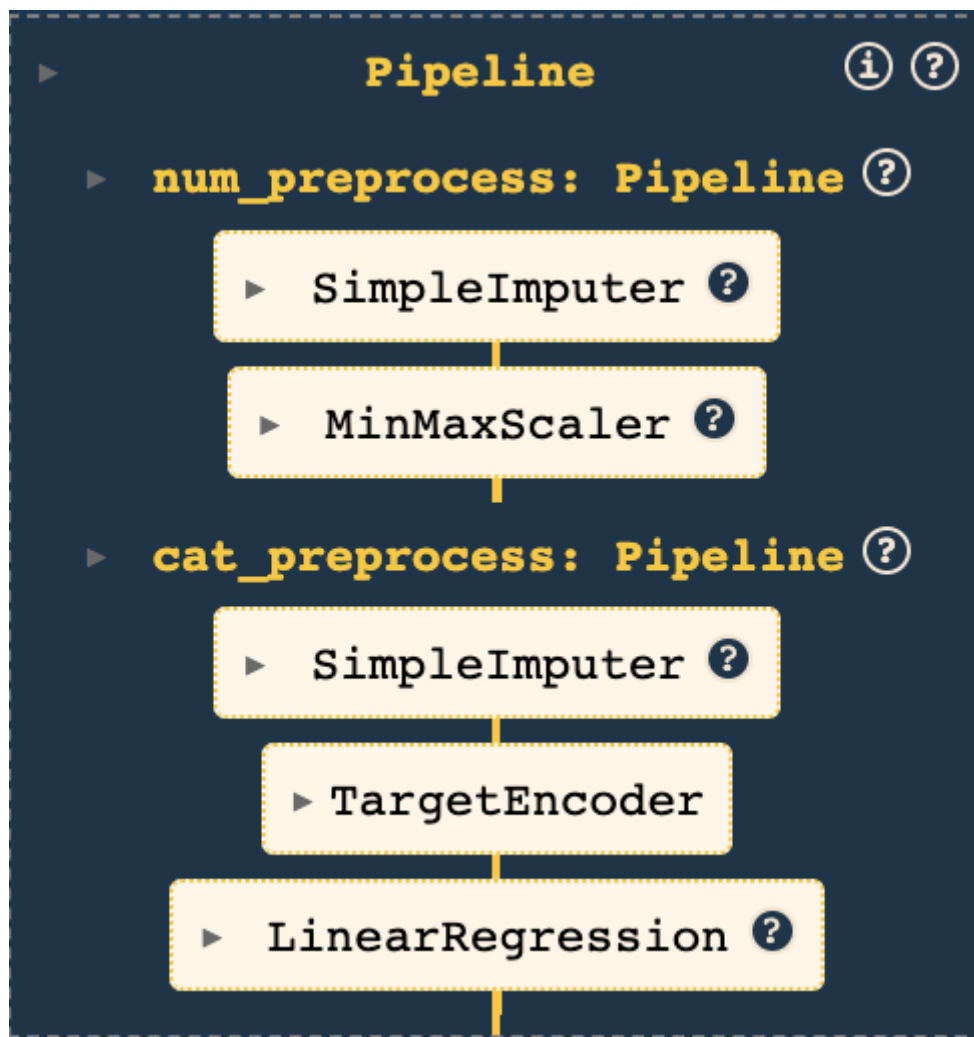 Pipeline i ?
num_preprocess: Pipeline ?
SimpleImputer ?
MinMaxScaler ?
cat_preprocess: Pipeline ?
SimpleImputer ?
TargetEncoder
LinearRegression ?